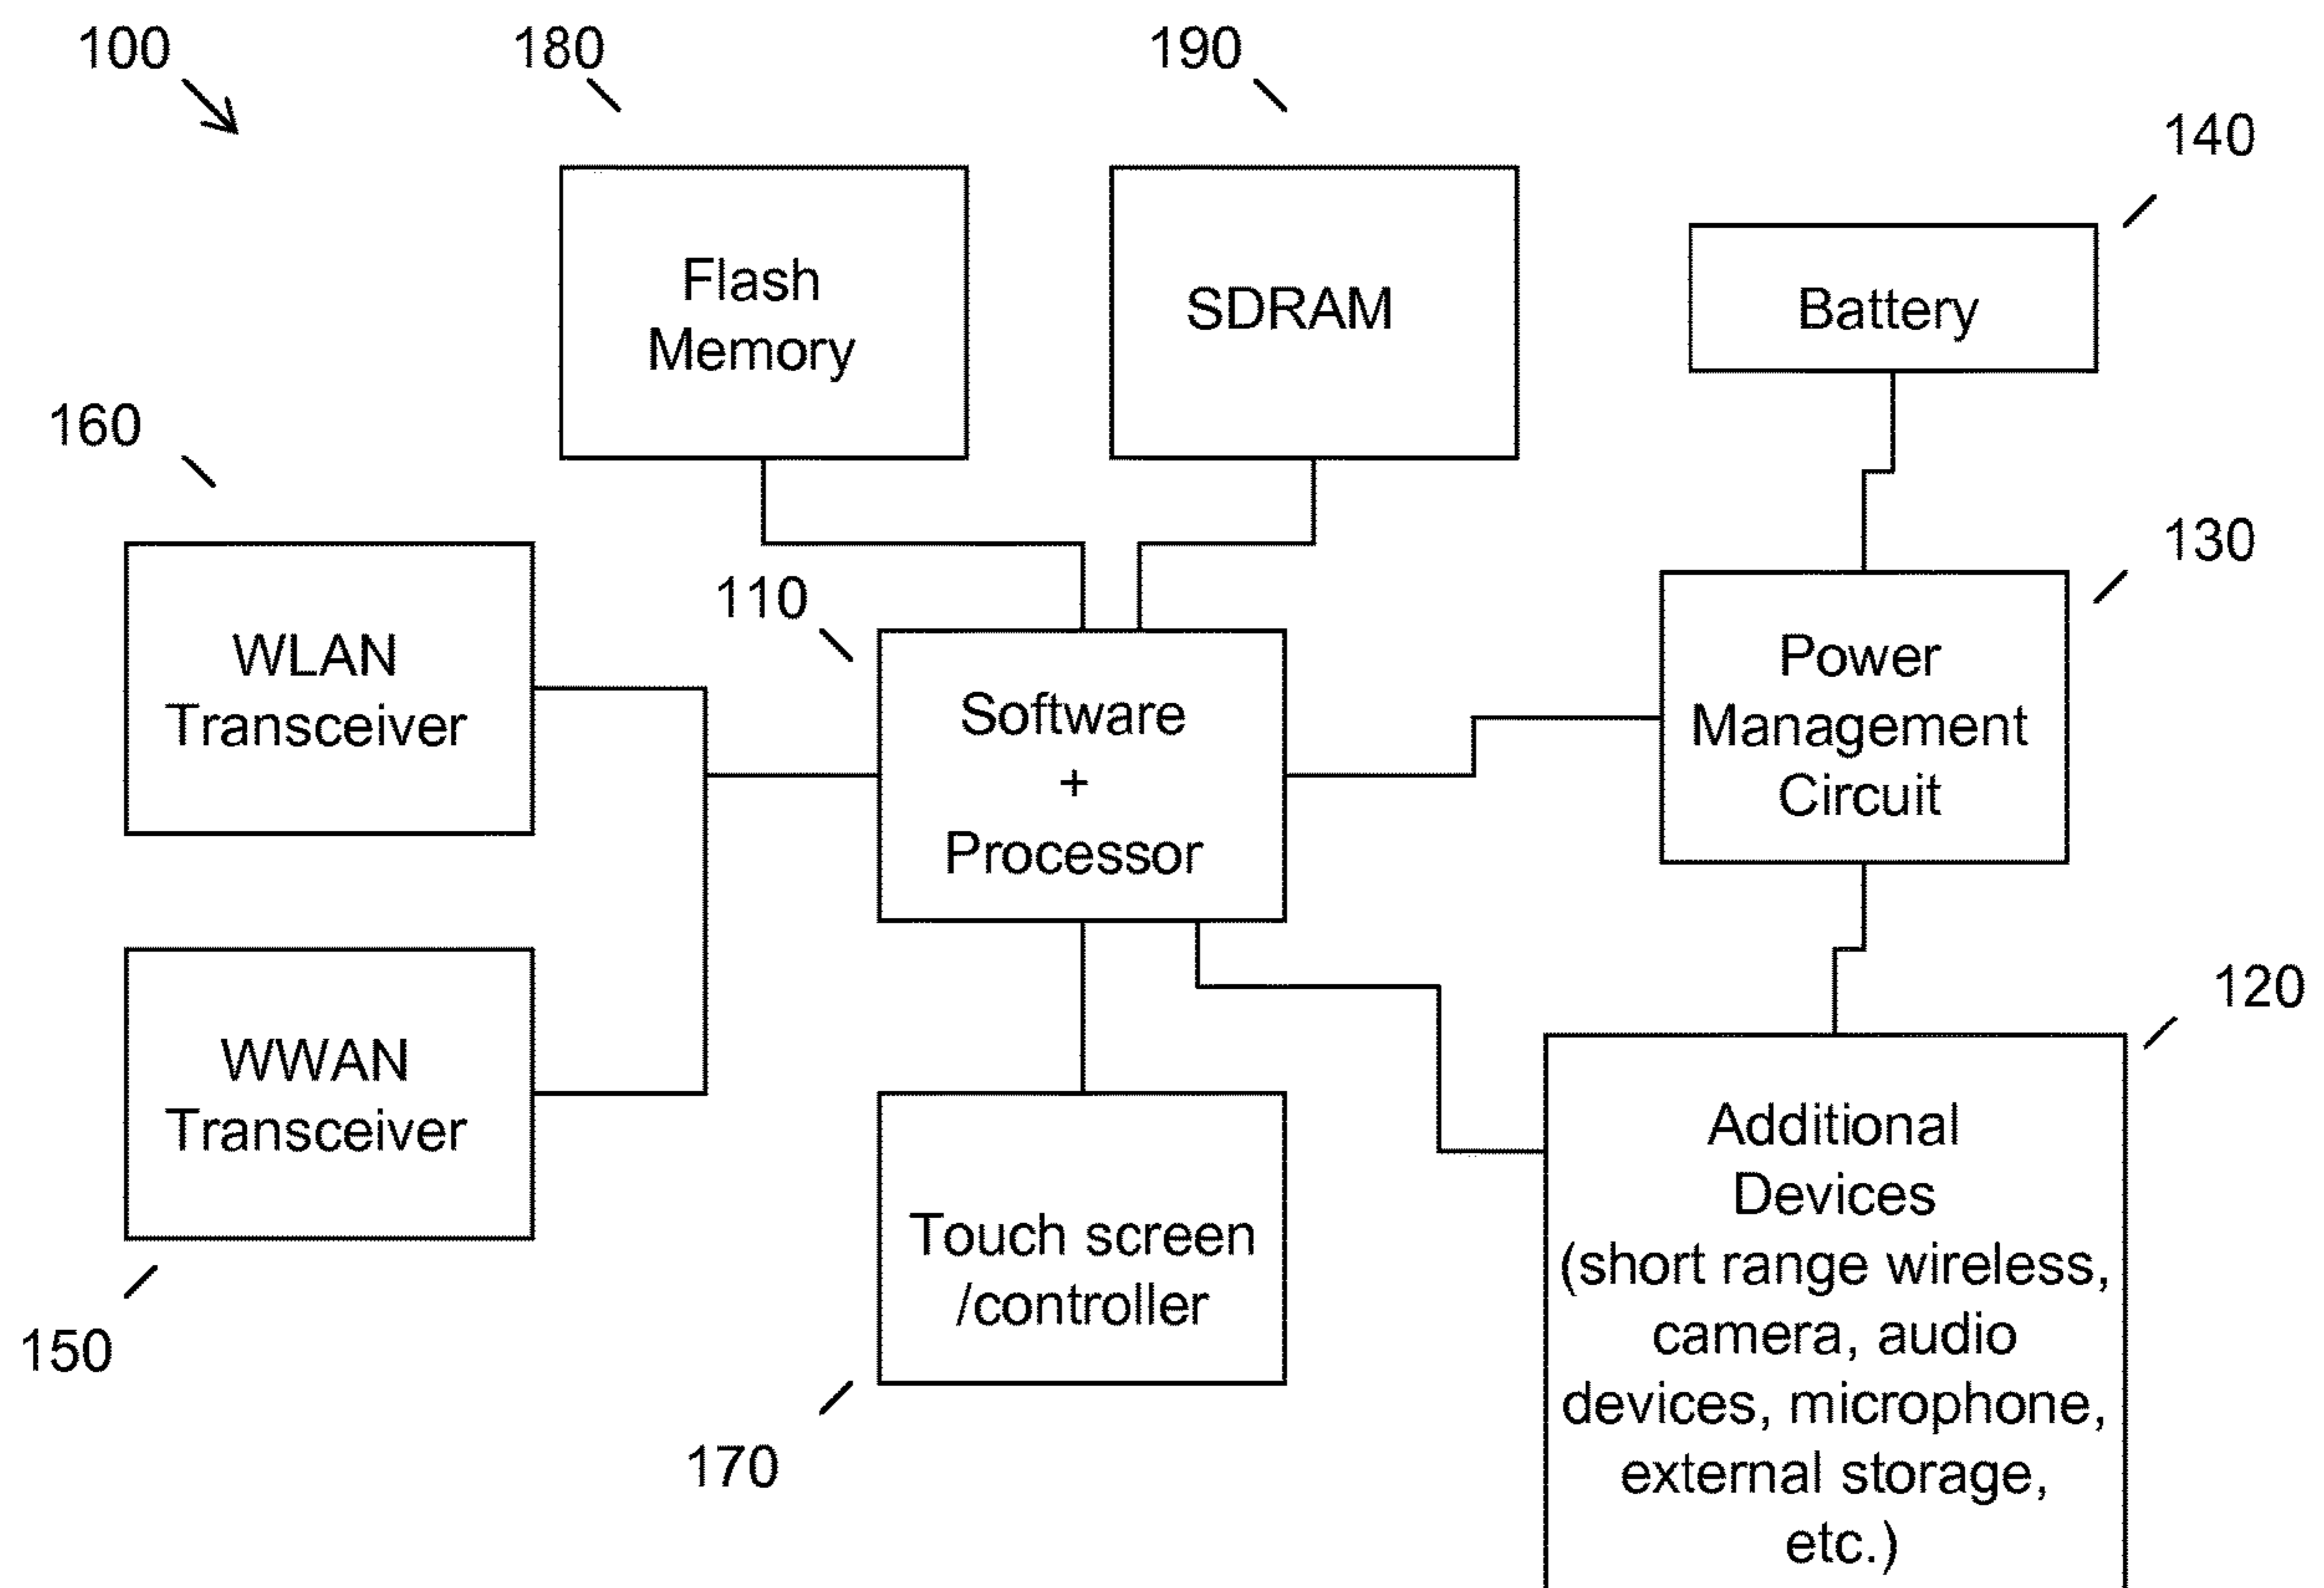 100
180
190
140
Flash
Memory
SDRAM
Battery
160
130
110
WLAN
Transceiver
Software
+
Processor
Power
Management
Circuit
120
WWAN
Transceiver
Touch screen
/controller
Additional
Devices
(short range wireless,
camera, audio
devices, microphone,
external storage,
etc.)
150
170